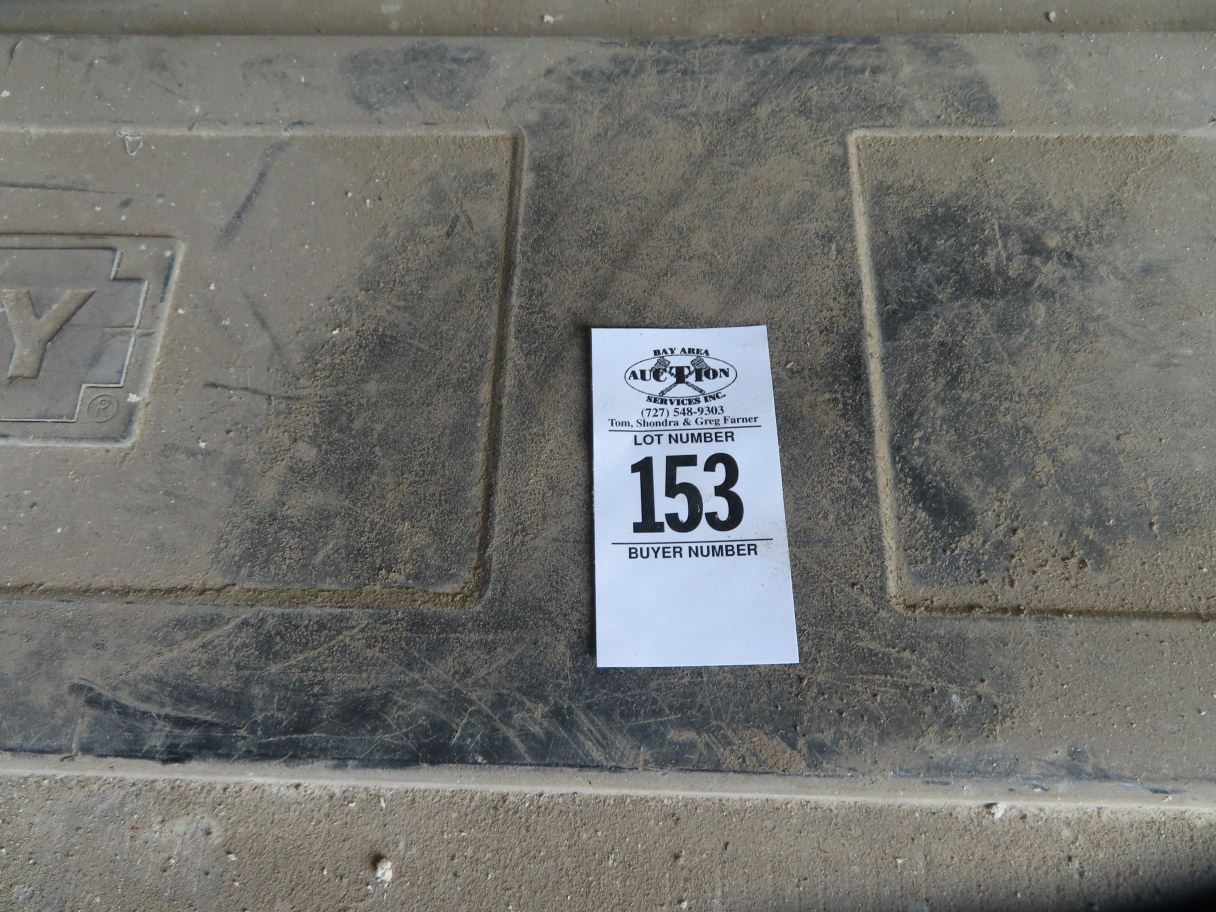 Y
®
BAY AREA
AUCTION
SERVICES INC.
(727) 548-9303
Tom, Shondra & Greg Farner
LOT NUMBER
153
BUYER NUMBER